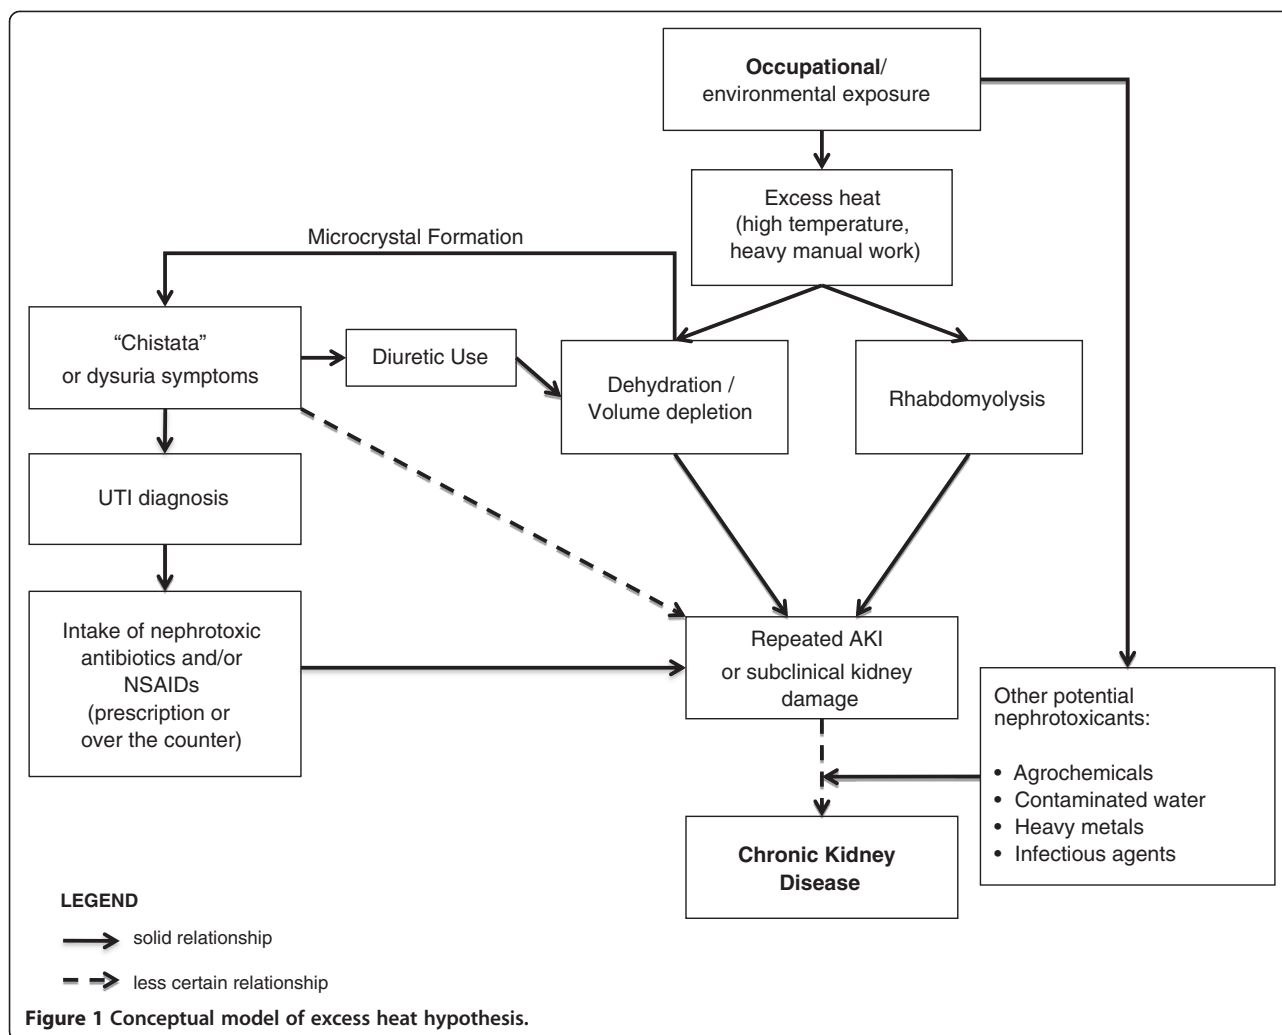 Occupational/
environmental exposure
Excess heat
(high temperature,
heavy manual work)
Microcrystal Formation
“Chistata”
or dysuria symptoms
Diuretic Use
Dehydration /
Volume depletion
Rhabdomyolysis
UTI diagnosis
Intake of nephrotoxic
antibiotics and/or
NSAIDs
(prescription or
over the counter)
Repeated AKI
or subclinical kidney
damage
Other potential
nephrotoxicants:
• Agrochemicals
• Contaminated water
• Heavy metals
• Infectious agents
Chronic Kidney
Disease
LEGEND
solid relationship
less certain relationship
Figure 1 Conceptual model of excess heat hypothesis.